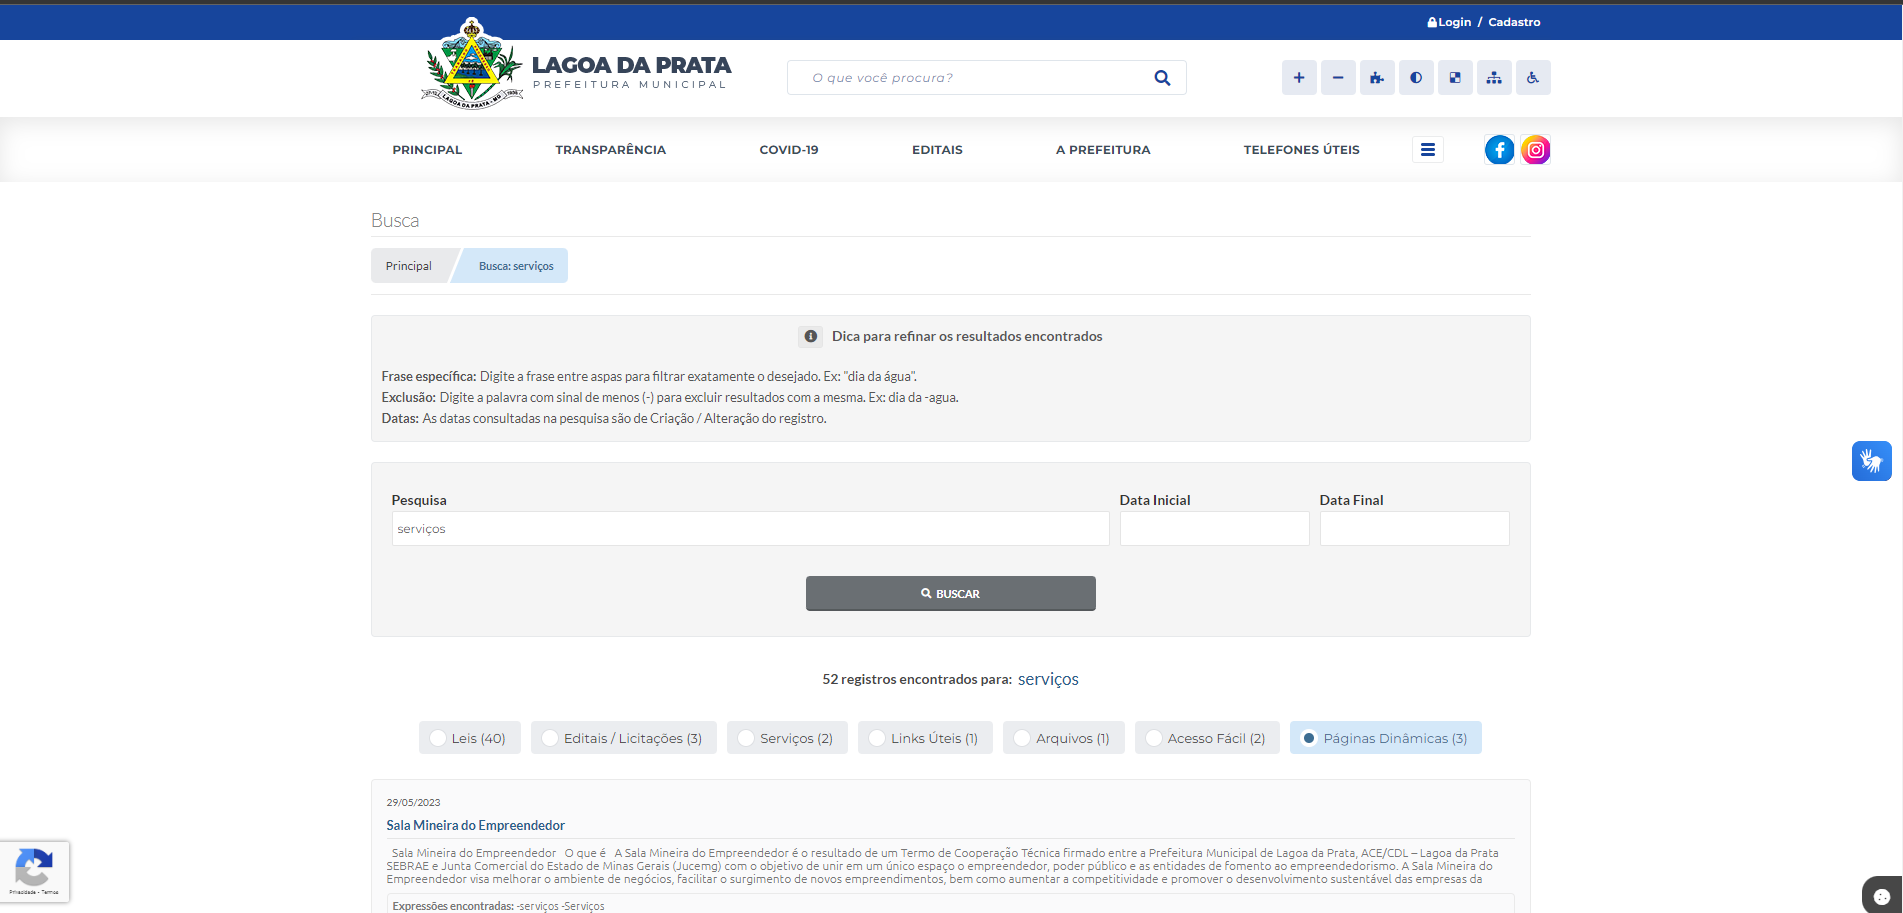 Login / Cadastro
LAGOA DA PRATA
PREFEITURA MUNICIPAL
LAGOA DA PRATA - MG
O que você procura?
PRINCIPAL
TRANSPARÊNCIA
COVID-19
EDITAIS
A PREFEITURA
TELEFONES ÚTEIS
Busca
Principal
Busca: serviços
Dica para refinar os resultados encontrados
Frase específica: Digite a frase entre aspas para filtrar exatamente o desejado. Ex: "dia da água".
Exclusão: Digite a palavra com sinal de menos (-) para excluir resultados com a mesma. Ex: dia da -agua.
Datas: As datas consultadas na pesquisa são de Criação / Alteração do registro.
Pesquisa
Data Inicial
Data Final
serviços
BUSCAR
52 registros encontrados para: serviços
Leis (40)
Editais / Licitações (3)
Serviços (2)
Links Úteis (1)
Arquivos (1)
Acesso Fácil (2)
Páginas Dinâmicas (3)
29/05/2023
Sala Mineira do Empreendedor
Sala Mineira do Empreendedor O que é A Sala Mineira do Empreendedor é o resultado de um Termo de Cooperação Técnica firmado entre a Prefeitura Municipal de Lagoa da Prata, ACE/CDL – Lagoa da Prata
SEBRAE e Junta Comercial do Estado de Minas Gerais (Jucemg) com o objetivo de unir em um único espaço o empreendedor, poder público e as entidades de fomento ao empreendedorismo. A Sala Mineira do
Empreendedor visa melhorar o ambiente de negócios, facilitar o surgimento de novos empreendimentos, bem como aumentar a competitividade e promover o desenvolvimento sustentável das empresas da
Expressões encontradas: -serviços -Serviços
Privacidade - Termos